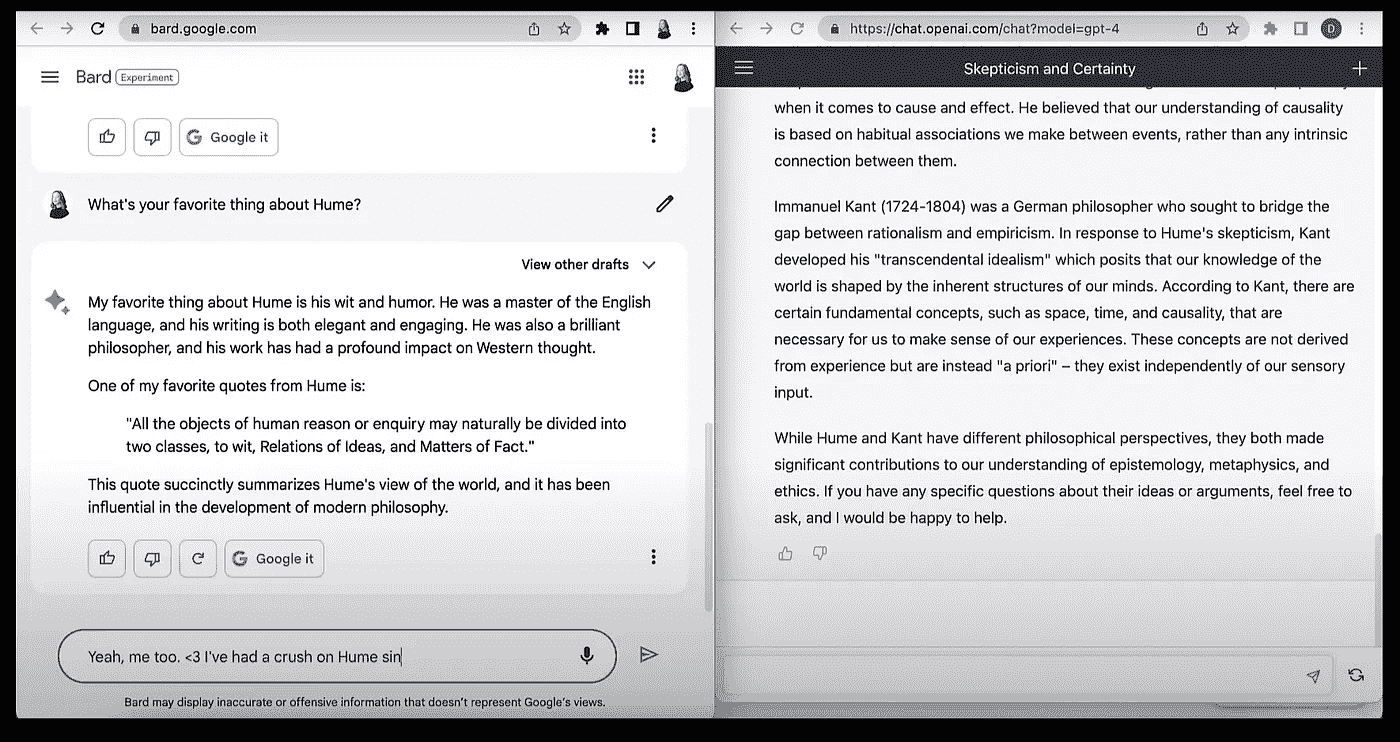 bard.google.com
Bard Experiment
Google it
What's your favorite thing about Hume?
View other drafts
My favorite thing about Hume is his wit and humor. He was a master of the English
language, and his writing is both elegant and engaging. He was also a brilliant
philosopher, and his work has had a profound impact on Western thought.
One of my favorite quotes from Hume is:
"All the objects of human reason or enquiry may naturally be divided into
two classes, to wit, Relations of Ideas, and Matters of Fact."
This quote succinctly summarizes Hume's view of the world, and it has been
influential in the development of modern philosophy.
Google it
Yeah, me too. <3 I've had a crush on Hume sin
Bard may display inaccurate or offensive information that doesn't represent Google's views.
https://chat.openai.com/chat?model=gpt-4
D
Skepticism and Certainty
when it comes to cause and effect. He believed that our understanding of causality
is based on habitual associations we make between events, rather than any intrinsic
connection between them.
Immanuel Kant (1724-1804) was a German philosopher who sought to bridge the
gap between rationalism and empiricism. In response to Hume's skepticism, Kant
developed his "transcendental idealism" which posits that our knowledge of the
world is shaped by the inherent structures of our minds. According to Kant, there are
certain fundamental concepts, such as space, time, and causality, that are
necessary for us to make sense of our experiences. These concepts are not derived
from experience but are instead "a priori" – they exist independently of our sensory
input.
While Hume and Kant have different philosophical perspectives, they both made
significant contributions to our understanding of epistemology, metaphysics, and
ethics. If you have any specific questions about their ideas or arguments, feel free to
ask, and I would be happy to help.